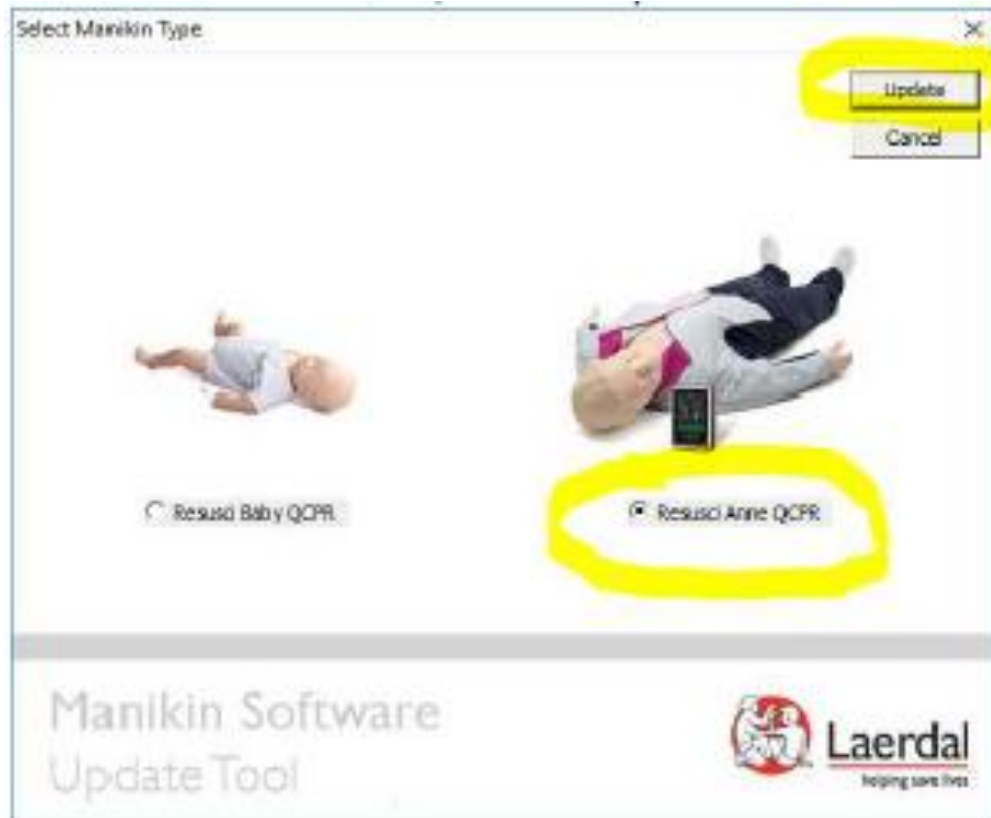 Select Manikin Type
Update
Cancel
Resusci Baby QCPR
Resusci Anne QCPR
Manikin Software
Update Tool
Laerdal
helping save lives